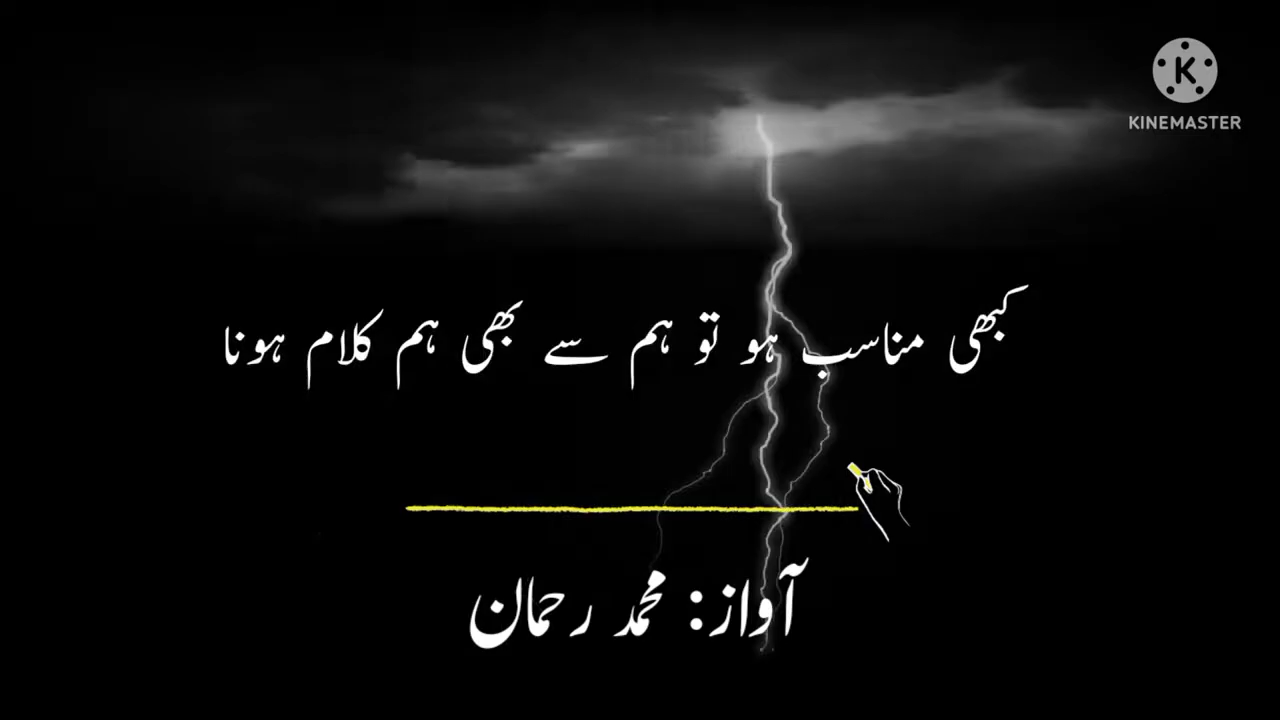 KINEMASTER
کبھی مناسب ہو تو ہم سے بھی ہم کلام ہونا
آواز: محمد رحمان